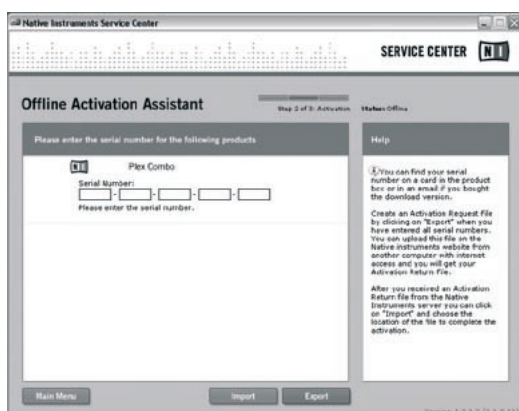 Native Instruments Service Center
SERVICE CENTER NI
Offline Activation Assistant
Step 2 of 3: Activation
Status: Offline
Please enter the serial number for the following products
NI Plex Combo
Serial Number:
- - - -
Please enter the serial number.
Help
You can find your serial
number on a card in the product
box or in an email if you bought
the download version.
Create an Activation Request File
by clicking on "Export" when you
have entered all serial numbers.
You can upload this file on the
Native instruments website from
another computer with internet
access and you will get your
Activation Return File.
After you received an Activation
Return file from the Native
Instruments server you can click
on "Import" and choose the
location of the file to complete the
activation.
Main Menu
Import
Export